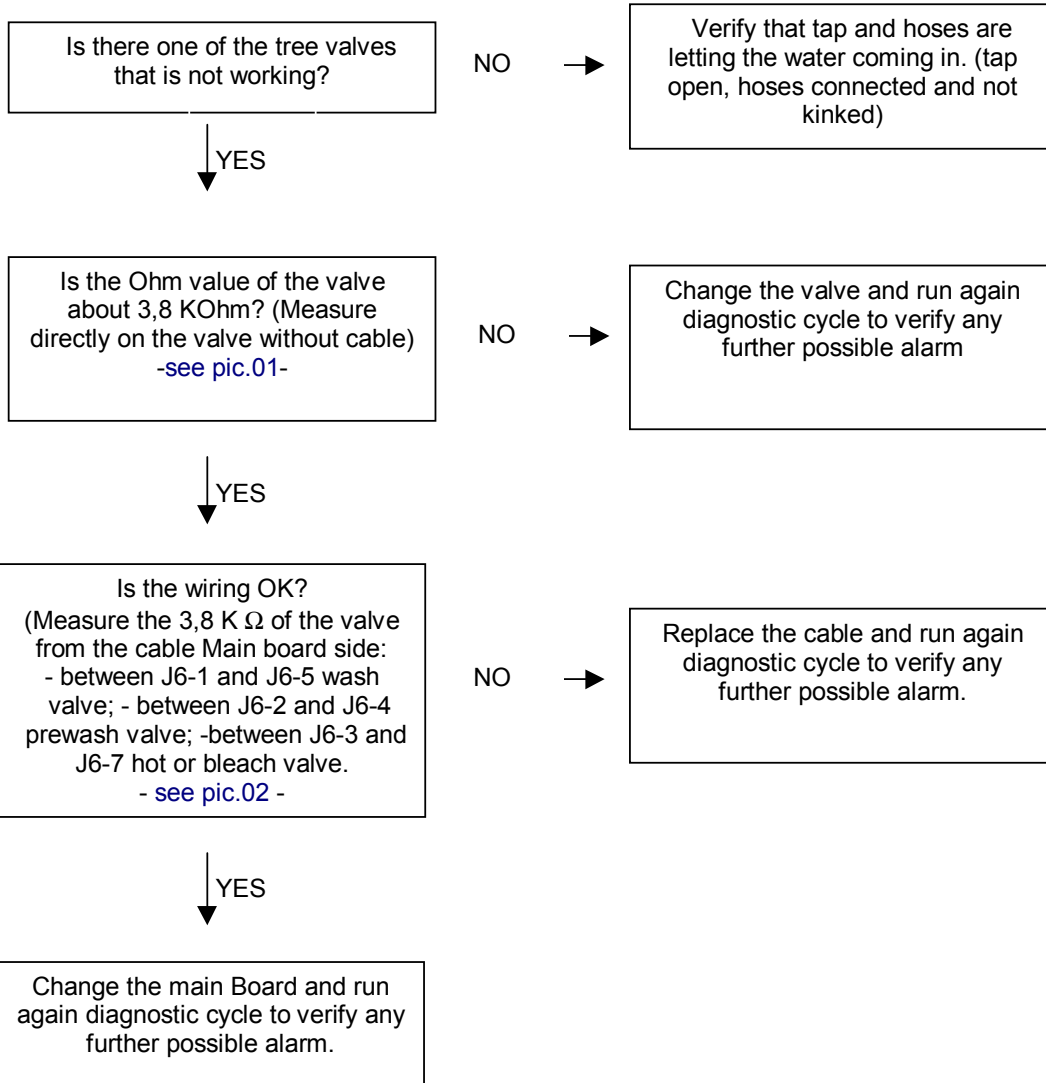 Is there one of the tree valves
that is not working?
NO
Verify that tap and hoses are
letting the water coming in. (tap
open, hoses connected and not
kinked)
YES
Is the Ohm value of the valve
about 3,8 KOhm? (Measure
directly on the valve without cable)
-see pic.01-
NO
Change the valve and run again
diagnostic cycle to verify any
further possible alarm
YES
Is the wiring OK?
(Measure the 3,8 K Ω of the valve
from the cable Main board side:
- between J6-1 and J6-5 wash
valve; - between J6-2 and J6-4
prewash valve; -between J6-3 and
J6-7 hot or bleach valve.
- see pic.02 -
NO
Replace the cable and run again
diagnostic cycle to verify any
further possible alarm.
YES
Change the main Board and run
again diagnostic cycle to verify any
further possible alarm.